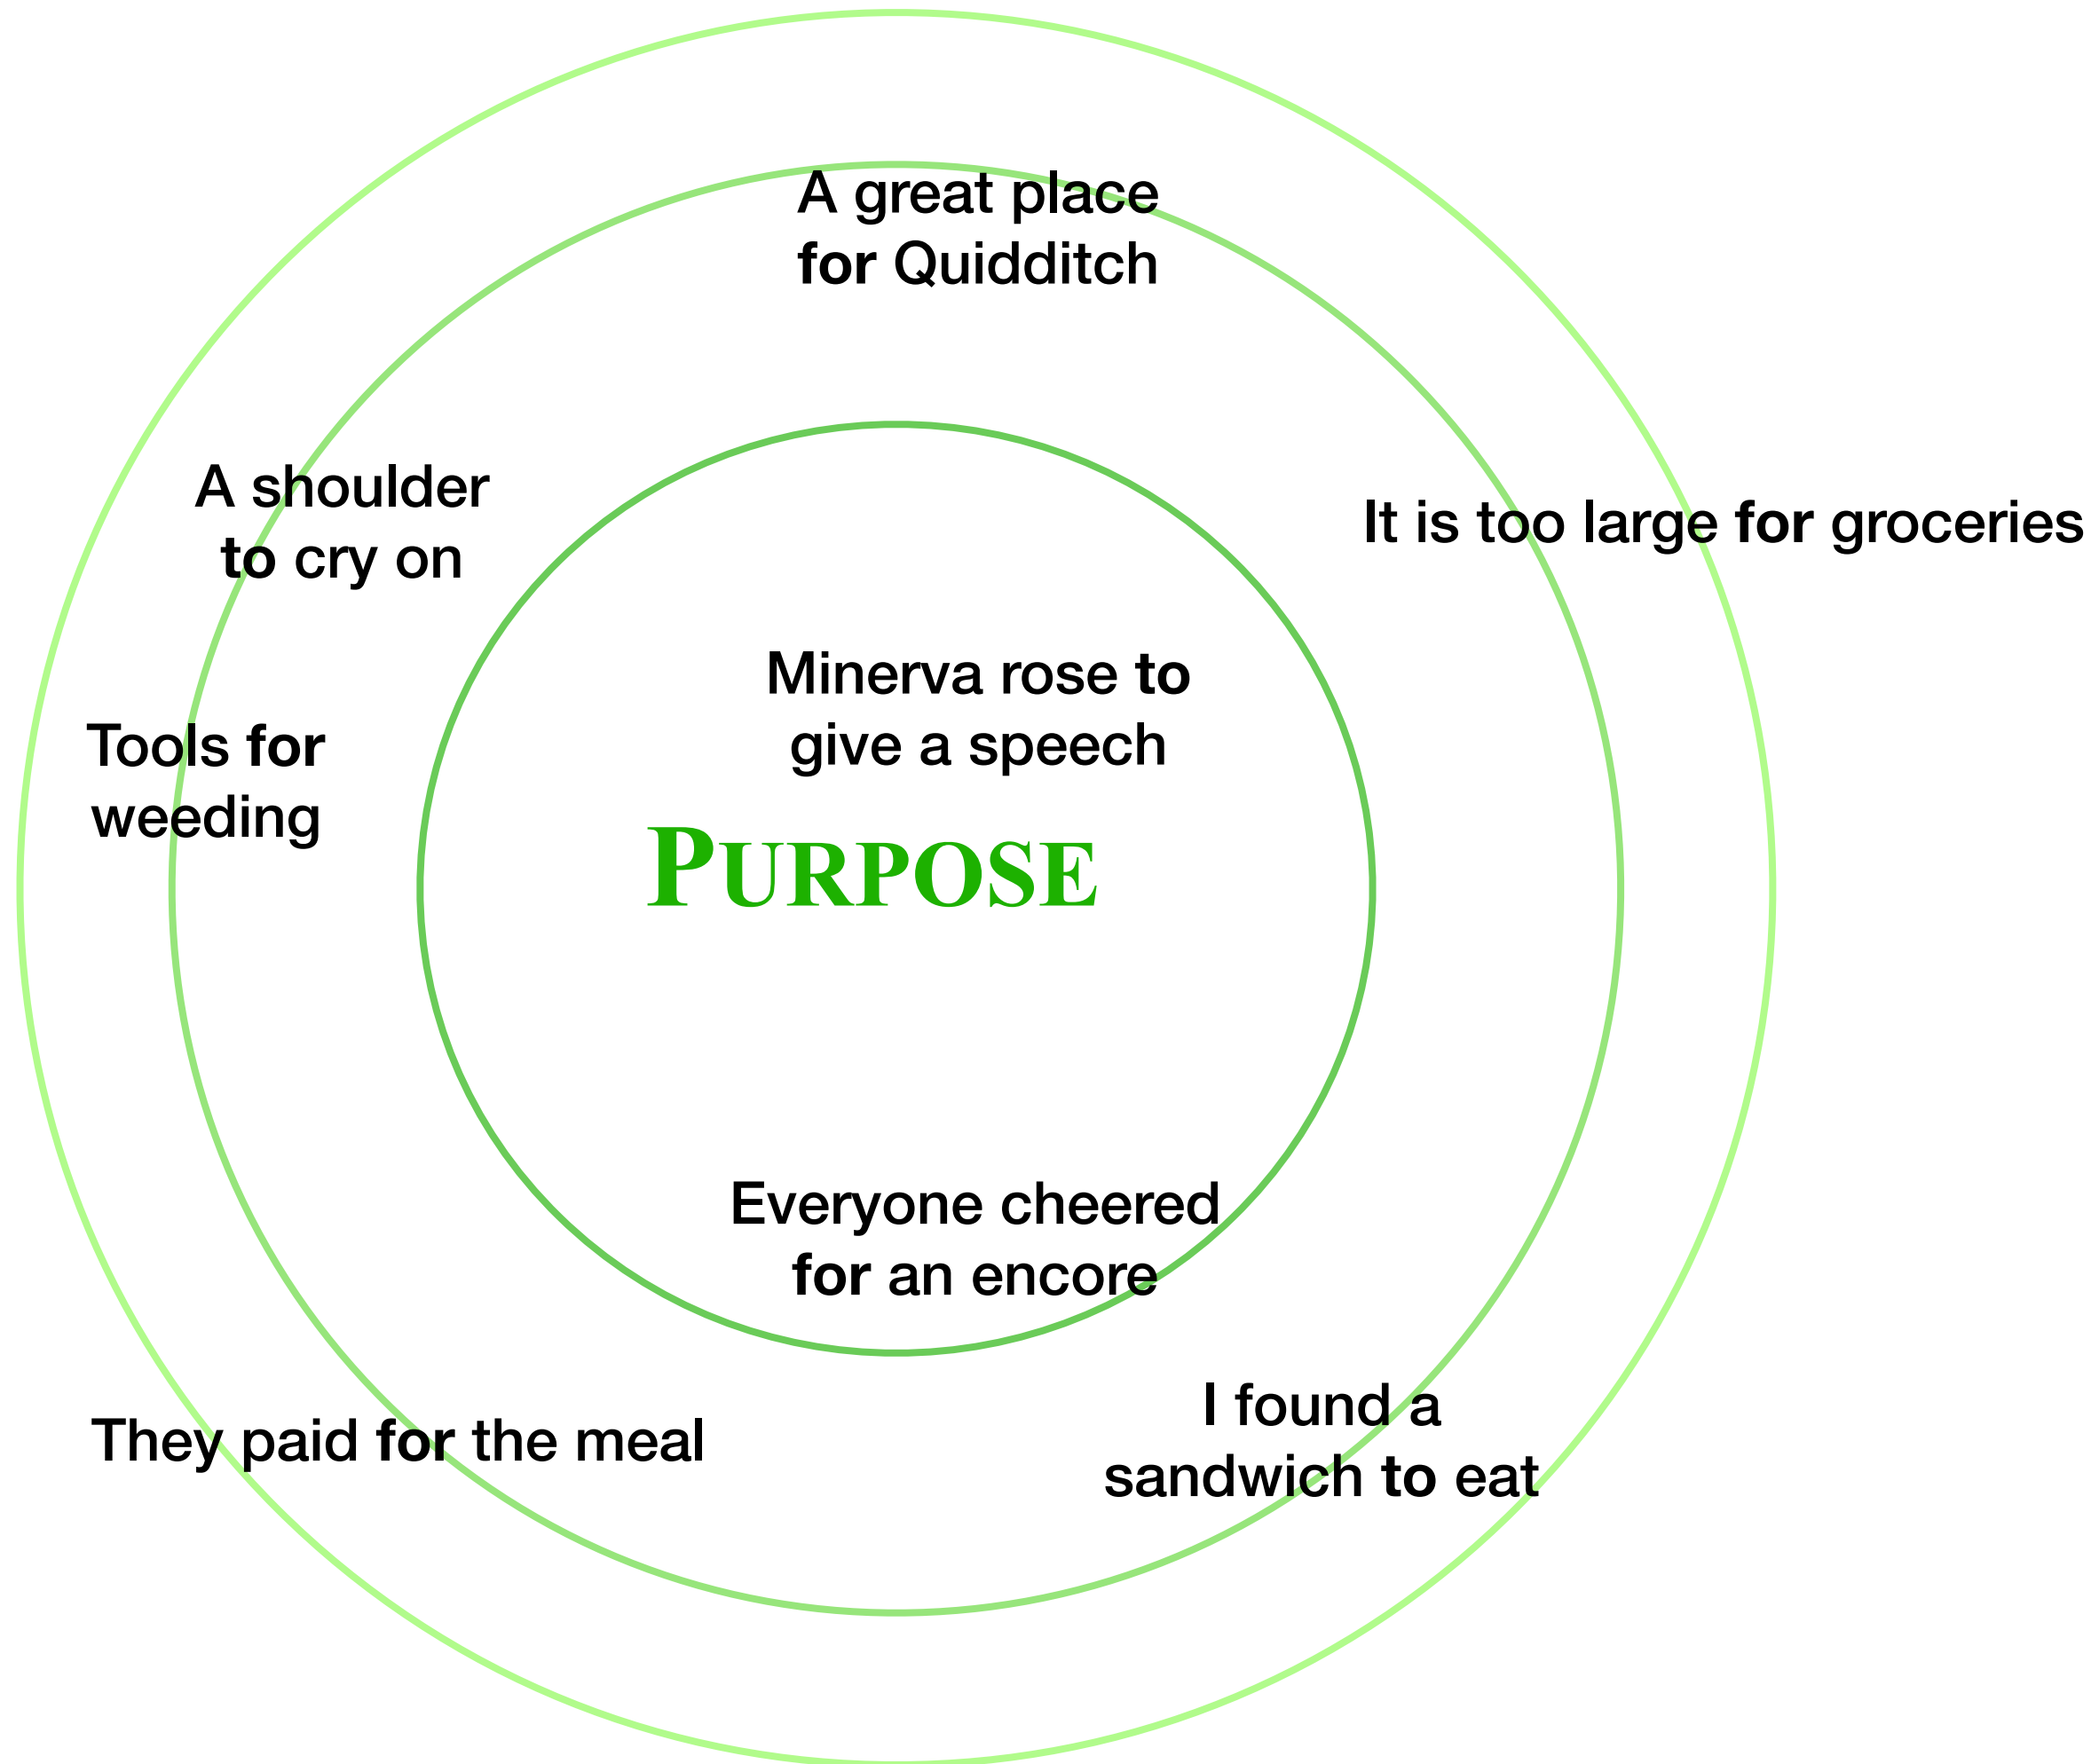 A great place
for Quidditch
A shoulder
to cry on
It is too large for groceries
Minerva rose to
give a speech
Tools for
weeding
PURPOSE
Everyone cheered
for an encore
I found a
sandwich to eat
They paid for the meal